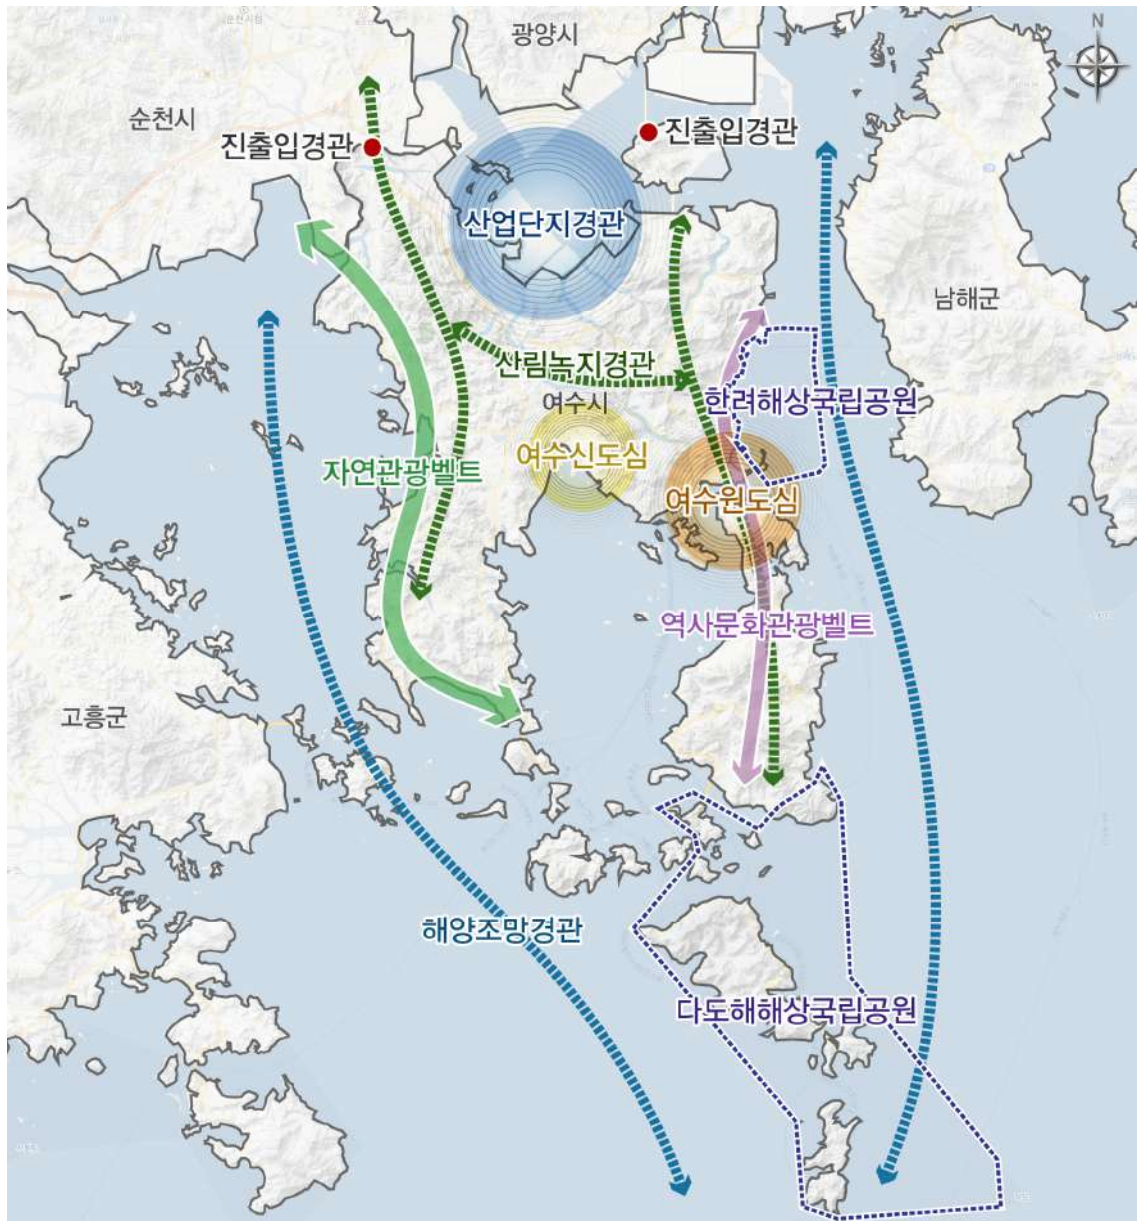 N
광양시
순천시
진출입경관
진출입경관
산업단지경관
남해군
산림녹지경관
여수시
한려해상국립공원
여수신도심
자연관광벨트
여수원도심
역사문화관광벨트
고흥군
해양조망경관
다도해해상국립공원